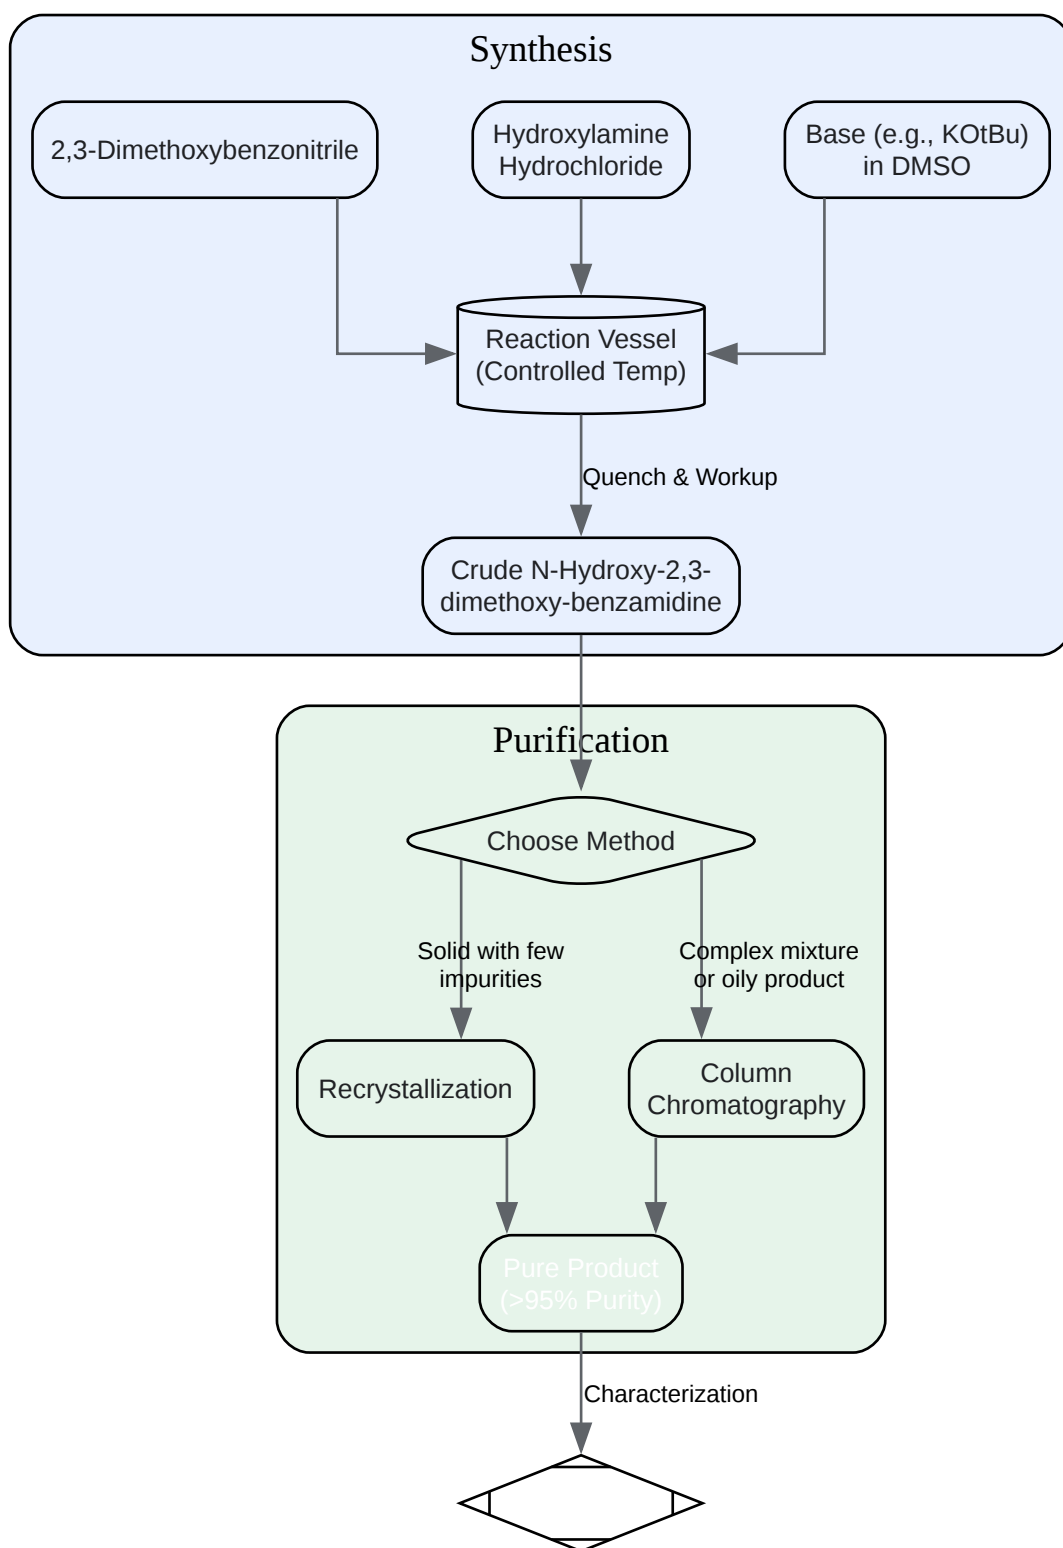 Synthesis
2,3-Dimethoxybenzonitrile
Hydroxylamine
Hydrochloride
Base (e.g., KOtBu)
in DMSO
Reaction Vessel
(Controlled Temp)
Quench & Workup
Crude N-Hydroxy-2,3-
dimethoxy-benzamidine
Purification
Choose Method
Solid with few
impurities
Complex mixture
or oily product
Recrystallization
Column
Chromatography
Pure Product
(>95% Purity)
Characterization